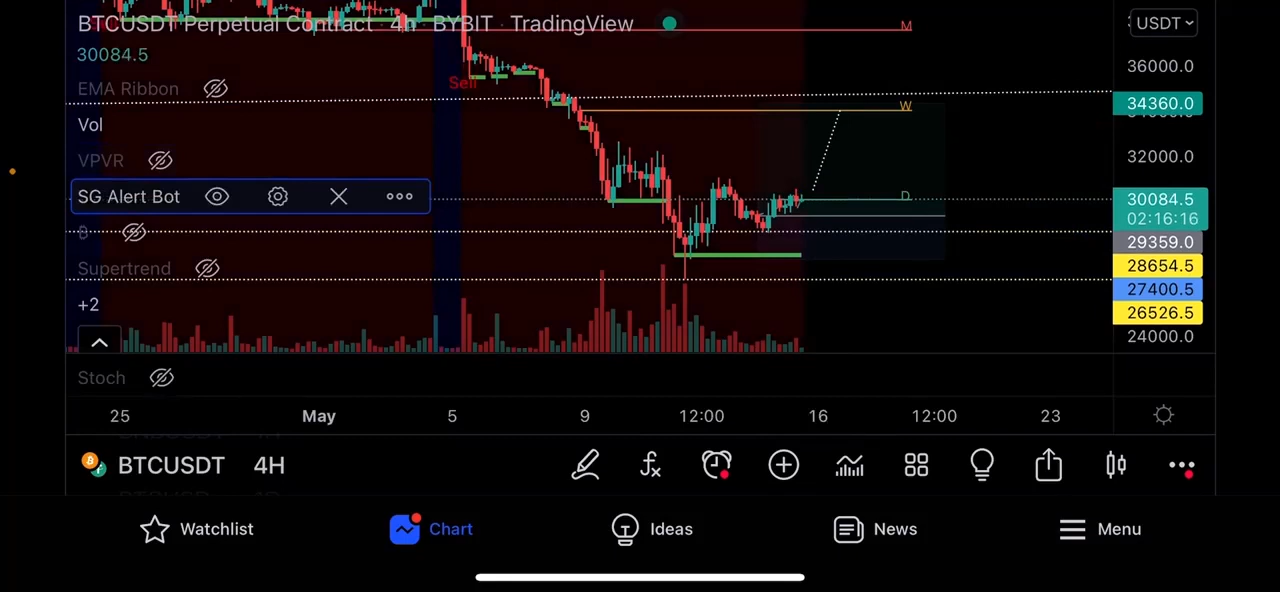 BTCUSDT Perpetual Contract · 4h · BYBIT · TradingView
USDT
M
30084.5
36000.0
Sell
EMA Ribbon
34360.0
W
Vol
VPVR
32000.0
SG Alert Bot
D
30084.5
02:16:16
B
29359.0
28654.5
Supertrend
27400.5
+2
26526.5
24000.0
Stoch
25 May 5 9 12:00 16 12:00 23
BTCUSDT 4H
Watchlist Chart Ideas News Menu